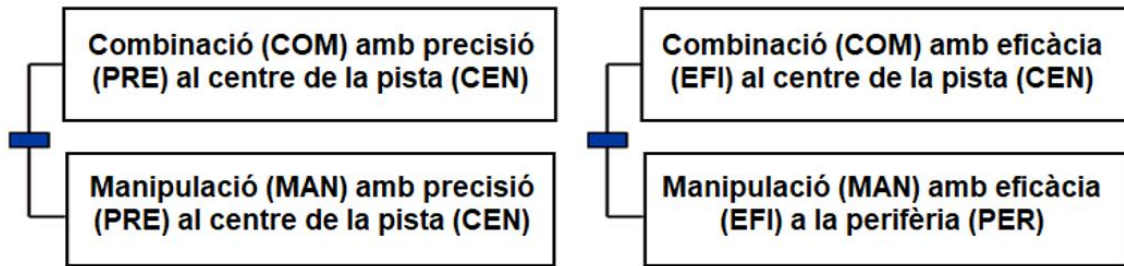 Combinació (COM) amb precisió
(PRE) al centre de la pista (CEN)
Manipulació (MAN) amb precisió
(PRE) al centre de la pista (CEN)
Combinació (COM) amb eficàcia
(EFI) al centre de la pista (CEN)
Manipulació (MAN) amb eficàcia
(EFI) a la perifèria (PER)